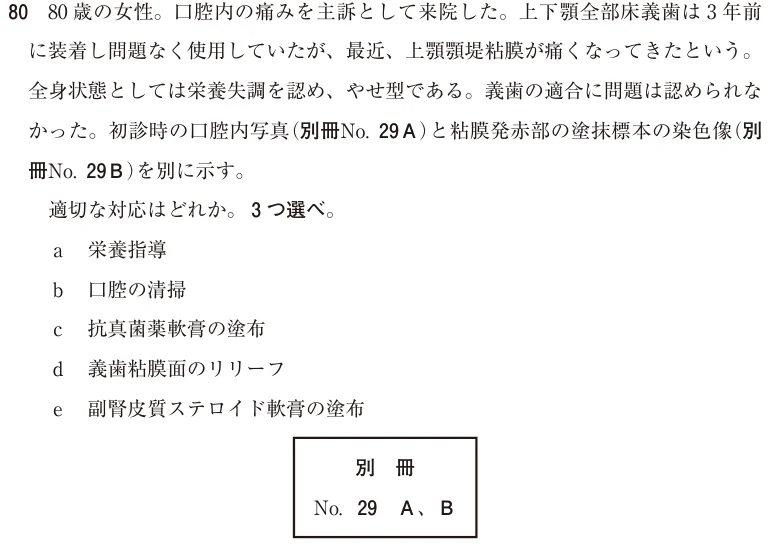 80 80歳の女性。口腔内の痛みを主訴として来院した。上下顎全部床義歯は3年前
に装着し問題なく使用していたが、最近、上顎顎堤粘膜が痛くなってきたという。
全身状態としては栄養失調を認め、やせ型である。義歯の適合に問題は認められな
かった。初診時の口腔内写真(別冊No. 29A)と粘膜発赤部の塗抹標本の染色像(別
冊No. 29B)を別に示す。
適切な対応はどれか。3つ選べ。
a 栄養指導
b 口腔の清掃
c 抗真菌薬軟膏の塗布
d 義歯粘膜面のリリーフ
e 副腎皮質ステロイド軟膏の塗布
別 冊
No. 29 A、B